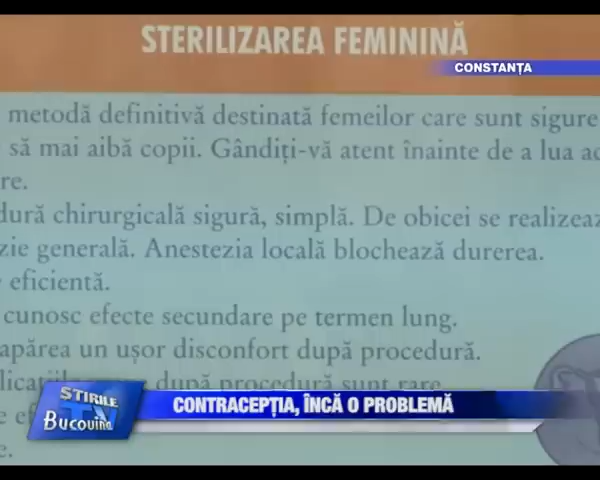 STERILIZAREA FEMININĂ
CONSTANȚA
metodă definitivă destinată femeilor care sunt sigure
să mai aibă copii. Gândiți-vă atent înainte de a lua
re.
dură chirurgicală sigură, simplă. De obicei se realizează
zie generală. Anestezia locală blochează durerea.
eficientă.
cunosc efecte secundare pe termen lung.
apărea un ușor disconfort după procedură.
după procedură sunt rare.
ȘTIRILE
TV
Bucovina
CONTRACEPȚIA, ÎNCĂ O PROBLEMĂ